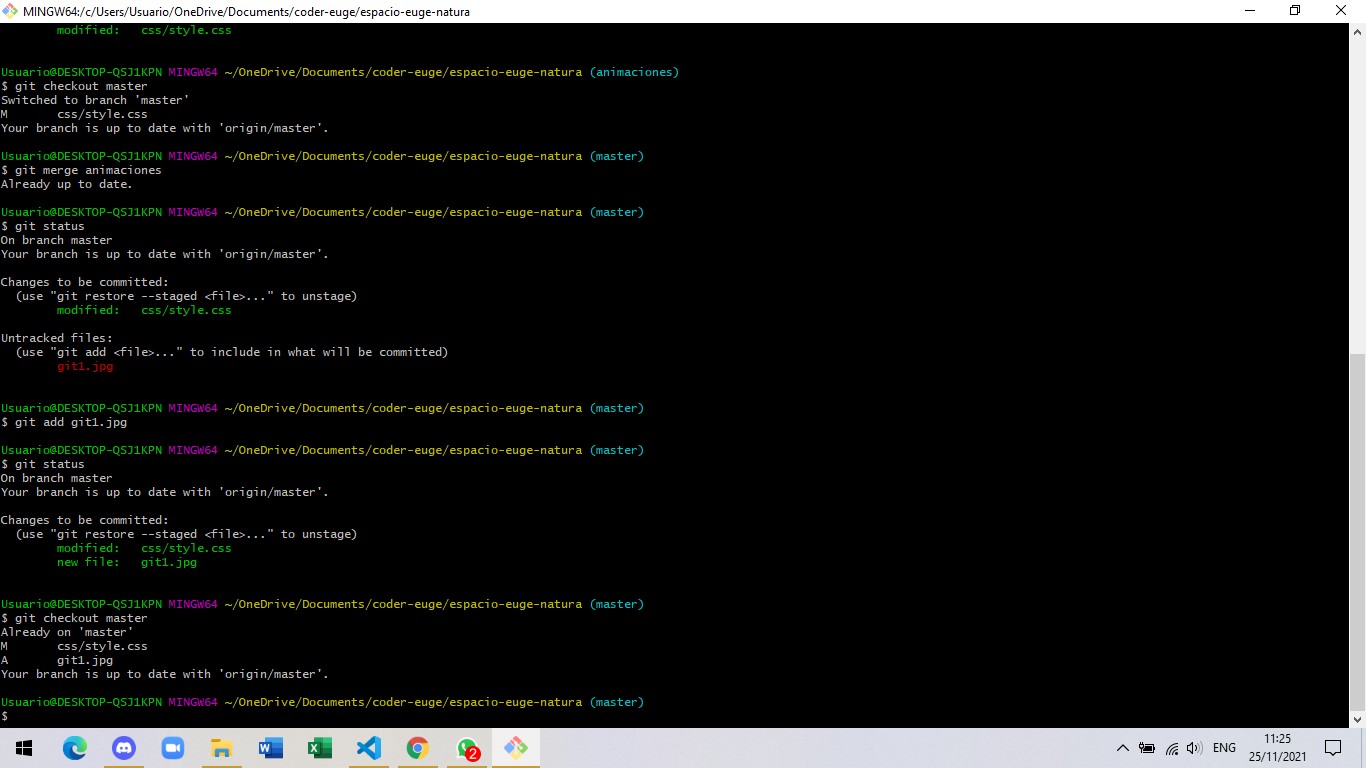 MINGW64:/c/Users/Usuario/OneDrive/Documents/coder-euge/espacio-euge-natura
modified:   css/style.css
Usuario@DESKTOP-QSJ1KPN MINGW64 ~/OneDrive/Documents/coder-euge/espacio-euge-natura (animaciones)
$ git checkout master
Switched to branch 'master'
M       css/style.css
Your branch is up to date with 'origin/master'.
Usuario@DESKTOP-QSJ1KPN MINGW64 ~/OneDrive/Documents/coder-euge/espacio-euge-natura (master)
$ git merge animaciones
Already up to date.
Usuario@DESKTOP-QSJ1KPN MINGW64 ~/OneDrive/Documents/coder-euge/espacio-euge-natura (master)
$ git status
On branch master
Your branch is up to date with 'origin/master'.
Changes to be committed:
  (use "git restore --staged <file>..." to unstage)
        modified:   css/style.css
Untracked files:
  (use "git add <file>..." to include in what will be committed)
        git1.jpg
Usuario@DESKTOP-QSJ1KPN MINGW64 ~/OneDrive/Documents/coder-euge/espacio-euge-natura (master)
$ git add git1.jpg
Usuario@DESKTOP-QSJ1KPN MINGW64 ~/OneDrive/Documents/coder-euge/espacio-euge-natura (master)
$ git status
On branch master
Your branch is up to date with 'origin/master'.
Changes to be committed:
  (use "git restore --staged <file>..." to unstage)
        modified:   css/style.css
        new file:   git1.jpg
Usuario@DESKTOP-QSJ1KPN MINGW64 ~/OneDrive/Documents/coder-euge/espacio-euge-natura (master)
$ git checkout master
Already on 'master'
M       css/style.css
A       git1.jpg
Your branch is up to date with 'origin/master'.
Usuario@DESKTOP-QSJ1KPN MINGW64 ~/OneDrive/Documents/coder-euge/espacio-euge-natura (master)
$
2
ENG
11:25
25/11/2021